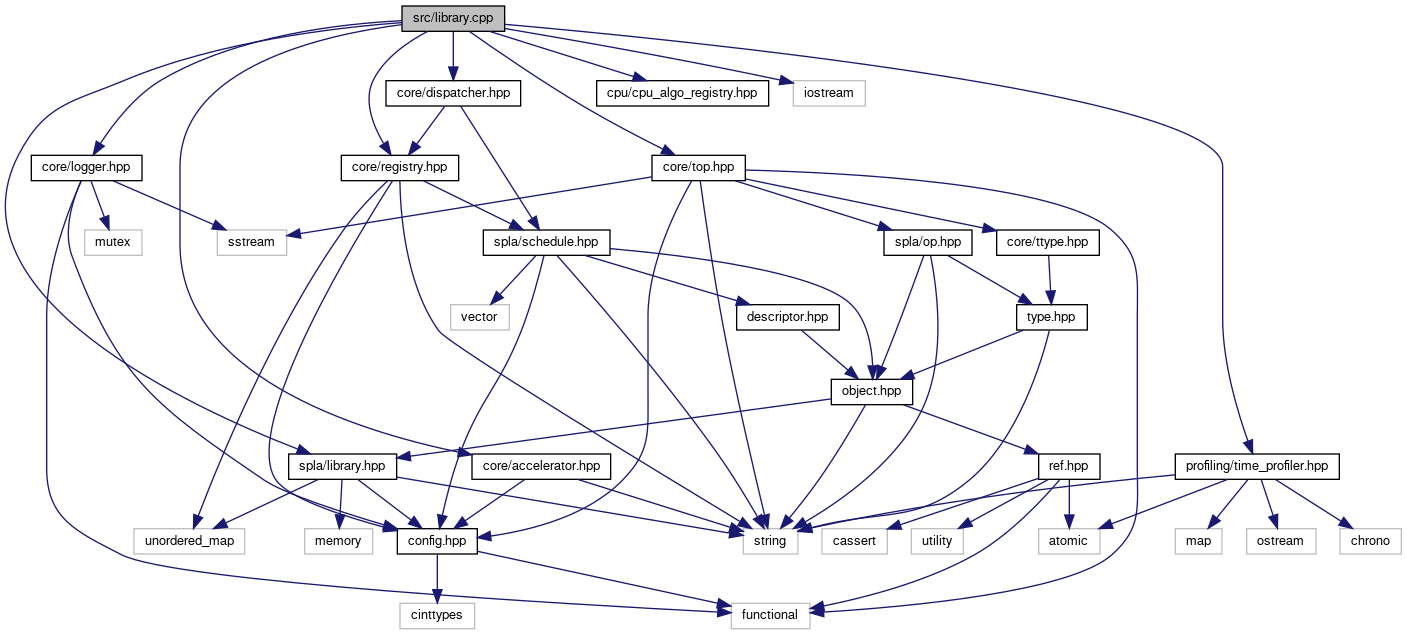 src/library.cpp
core/dispatcher.hpp
cpu/cpu_algo_registry.hpp
iostream
core/logger.hpp
core/registry.hpp
core/top.hpp
mutex
sstream
spla/schedule.hpp
spla/op.hpp
core/ttype.hpp
vector
descriptor.hpp
type.hpp
object.hpp
spla/library.hpp
core/accelerator.hpp
ref.hpp
profiling/time_profiler.hpp
unordered_map
memory
config.hpp
string
cassert
utility
atomic
map
ostream
chrono
cinttypes
functional